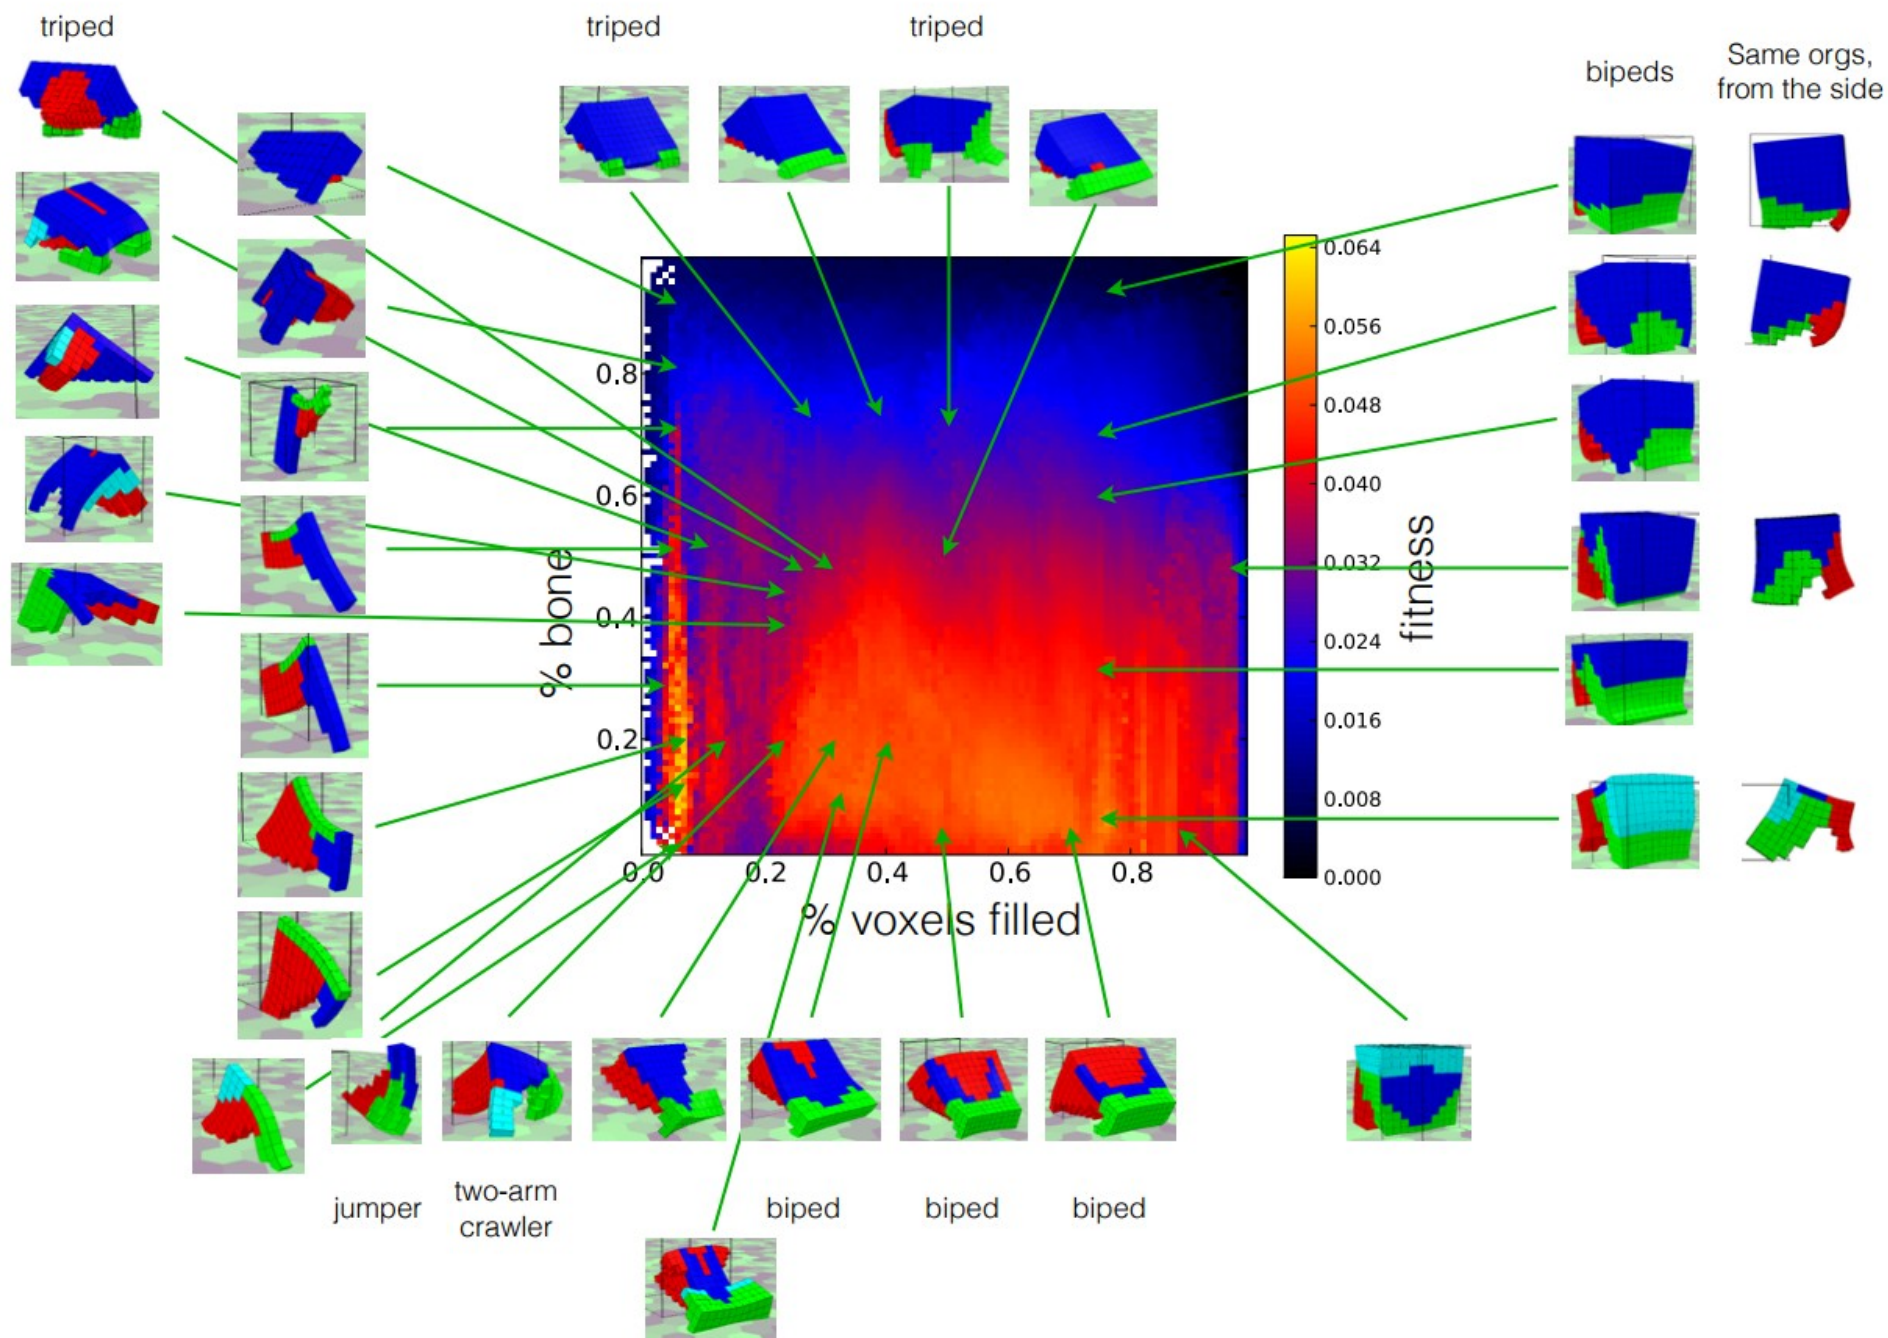 triped
triped
triped
bipeds
Same orgs,
from the side
% bone
0.8
0.6
0.4
0.2
0.0
0.2
0.4
0.6
0.8
% voxels filled
0.064
0.056
0.048
0.040
0.032
0.024
0.016
0.008
0.000
fitness
jumper
two-arm
crawler
biped
biped
biped